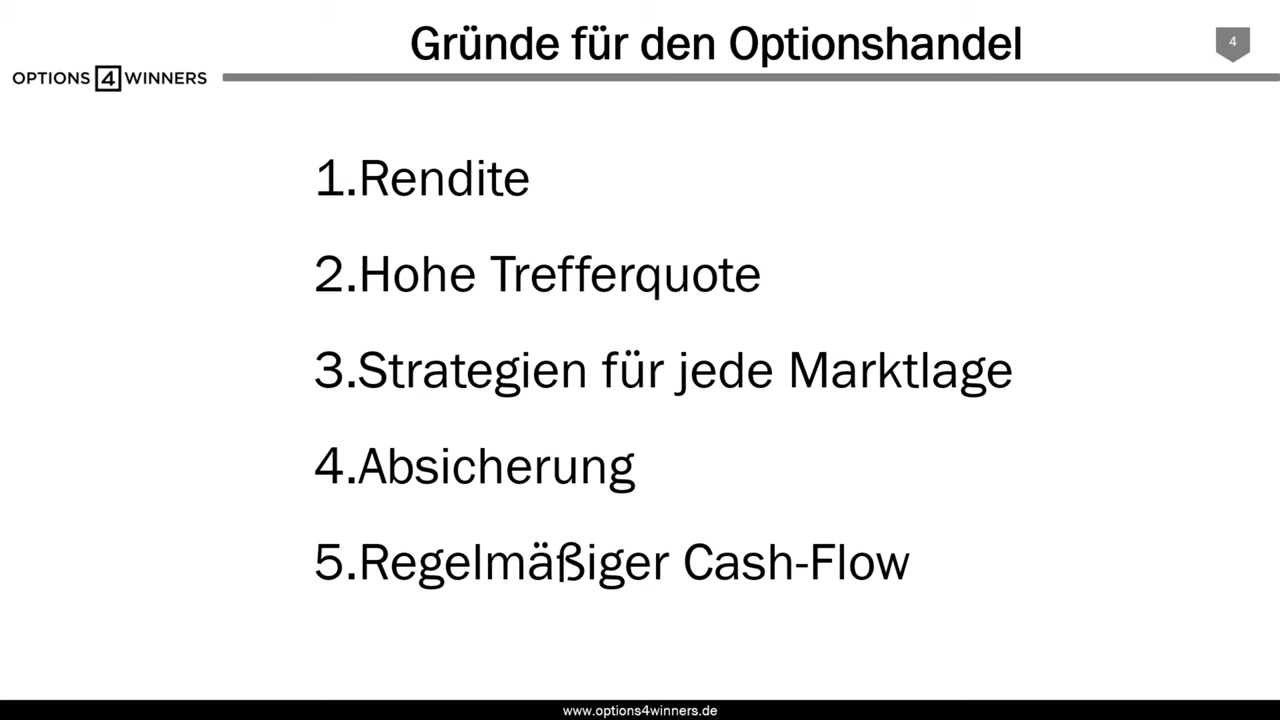 Gründe für den Optionshandel
4
OPTIONS 4 WINNERS
1.Rendite
2.Hohe Trefferquote
3.Strategien für jede Marktlage
4.Absicherung
5.Regelmäßiger Cash-Flow
www.options4winners.de